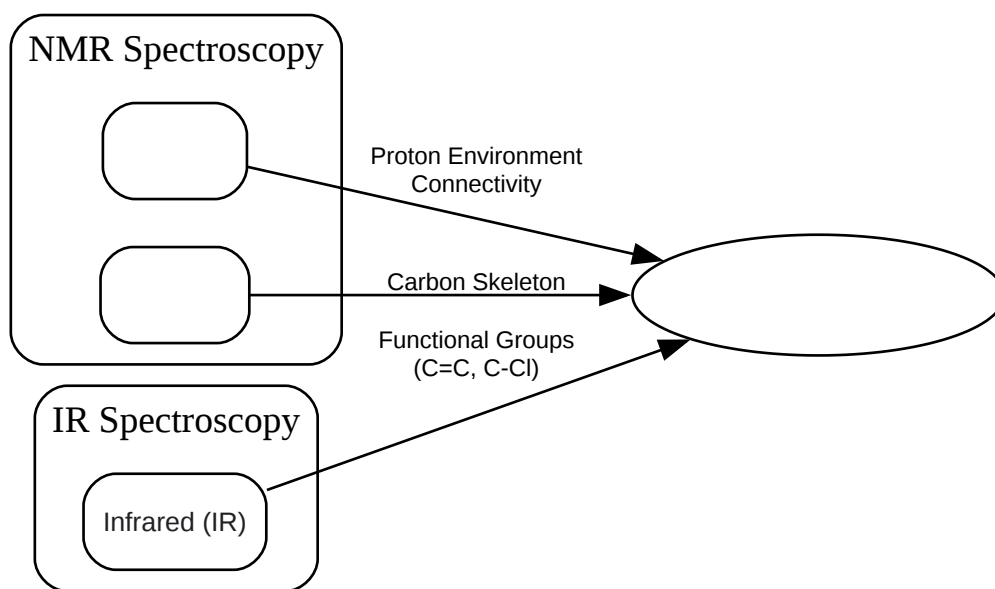 NMR Spectroscopy
Proton Environment
Connectivity
Carbon Skeleton
Functional Groups
(C=C, C-Cl)
IR Spectroscopy
Infrared (IR)